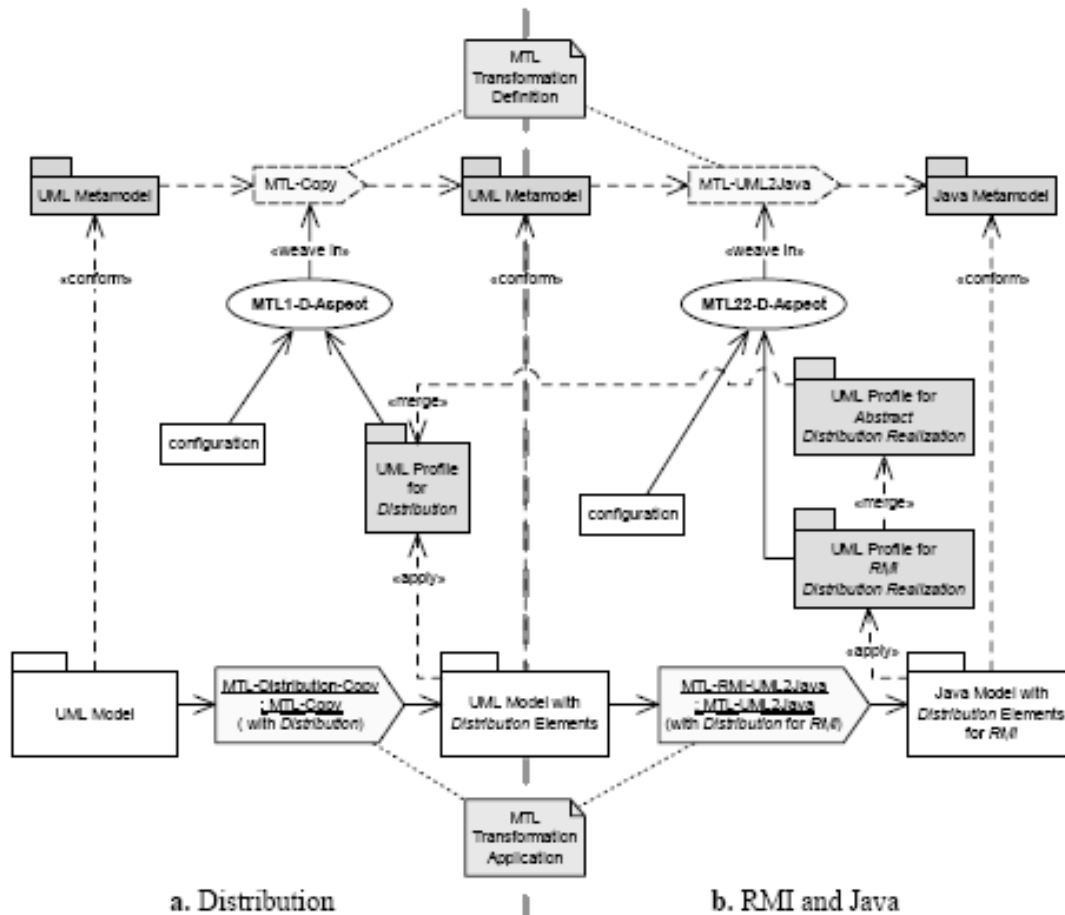 MTL
Transformation
Definition
UML Metamodel
MTL-Copy
UML Metamodel
MTL-UML2Java
Java Metamodel
«weave in»
«weave in»
«conform»
«conform»
«conform»
MTL1-D-Aspect
MTL22-D-Aspect
«merge»
UML Profile for
Abstract
Distribution Realization
configuration
UML Profile
for
Distribution
configuration
«merge»
UML Profile for
RMI
Distribution Realization
«apply»
«apply»
UML Model
MTL-Distribution-Copy
: MTL-Copy
( with Distribution)
UML Model with
Distribution Elements
MTL-RMI-UML2Java
: MTL-UML2Java
(with Distribution for RMI)
Java Model with
Distribution Elements
for RMI
MTL
Transformation
Application
a. Distribution
b. RMI and Java